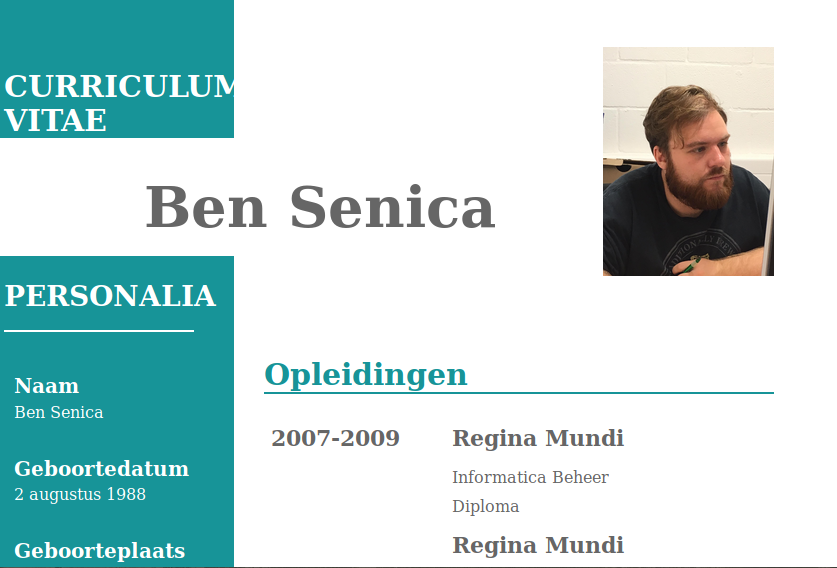 CURRICULUM
VITAE
Ben Senica
PERSONALIA
Naam
Ben Senica
Geboortedatum
2 augustus 1988
Geboorteplaats
Opleidingen
2007-2009
Regina Mundi
Informatica Beheer
Diploma
Regina Mundi